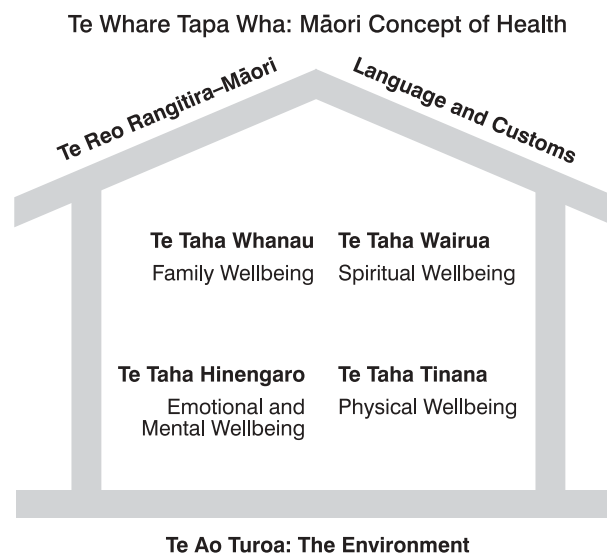 Te Whare Tapa Wha: Māori Concept of Health
Te Reo Rangitira–Māori
Language and Customs
Te Taha Whanau
Family Wellbeing
Te Taha Wairua
Spiritual Wellbeing
Te Taha Hinengaro
Emotional and
Mental Wellbeing
Te Taha Tinana
Physical Wellbeing
Te Ao Turoa: The Environment